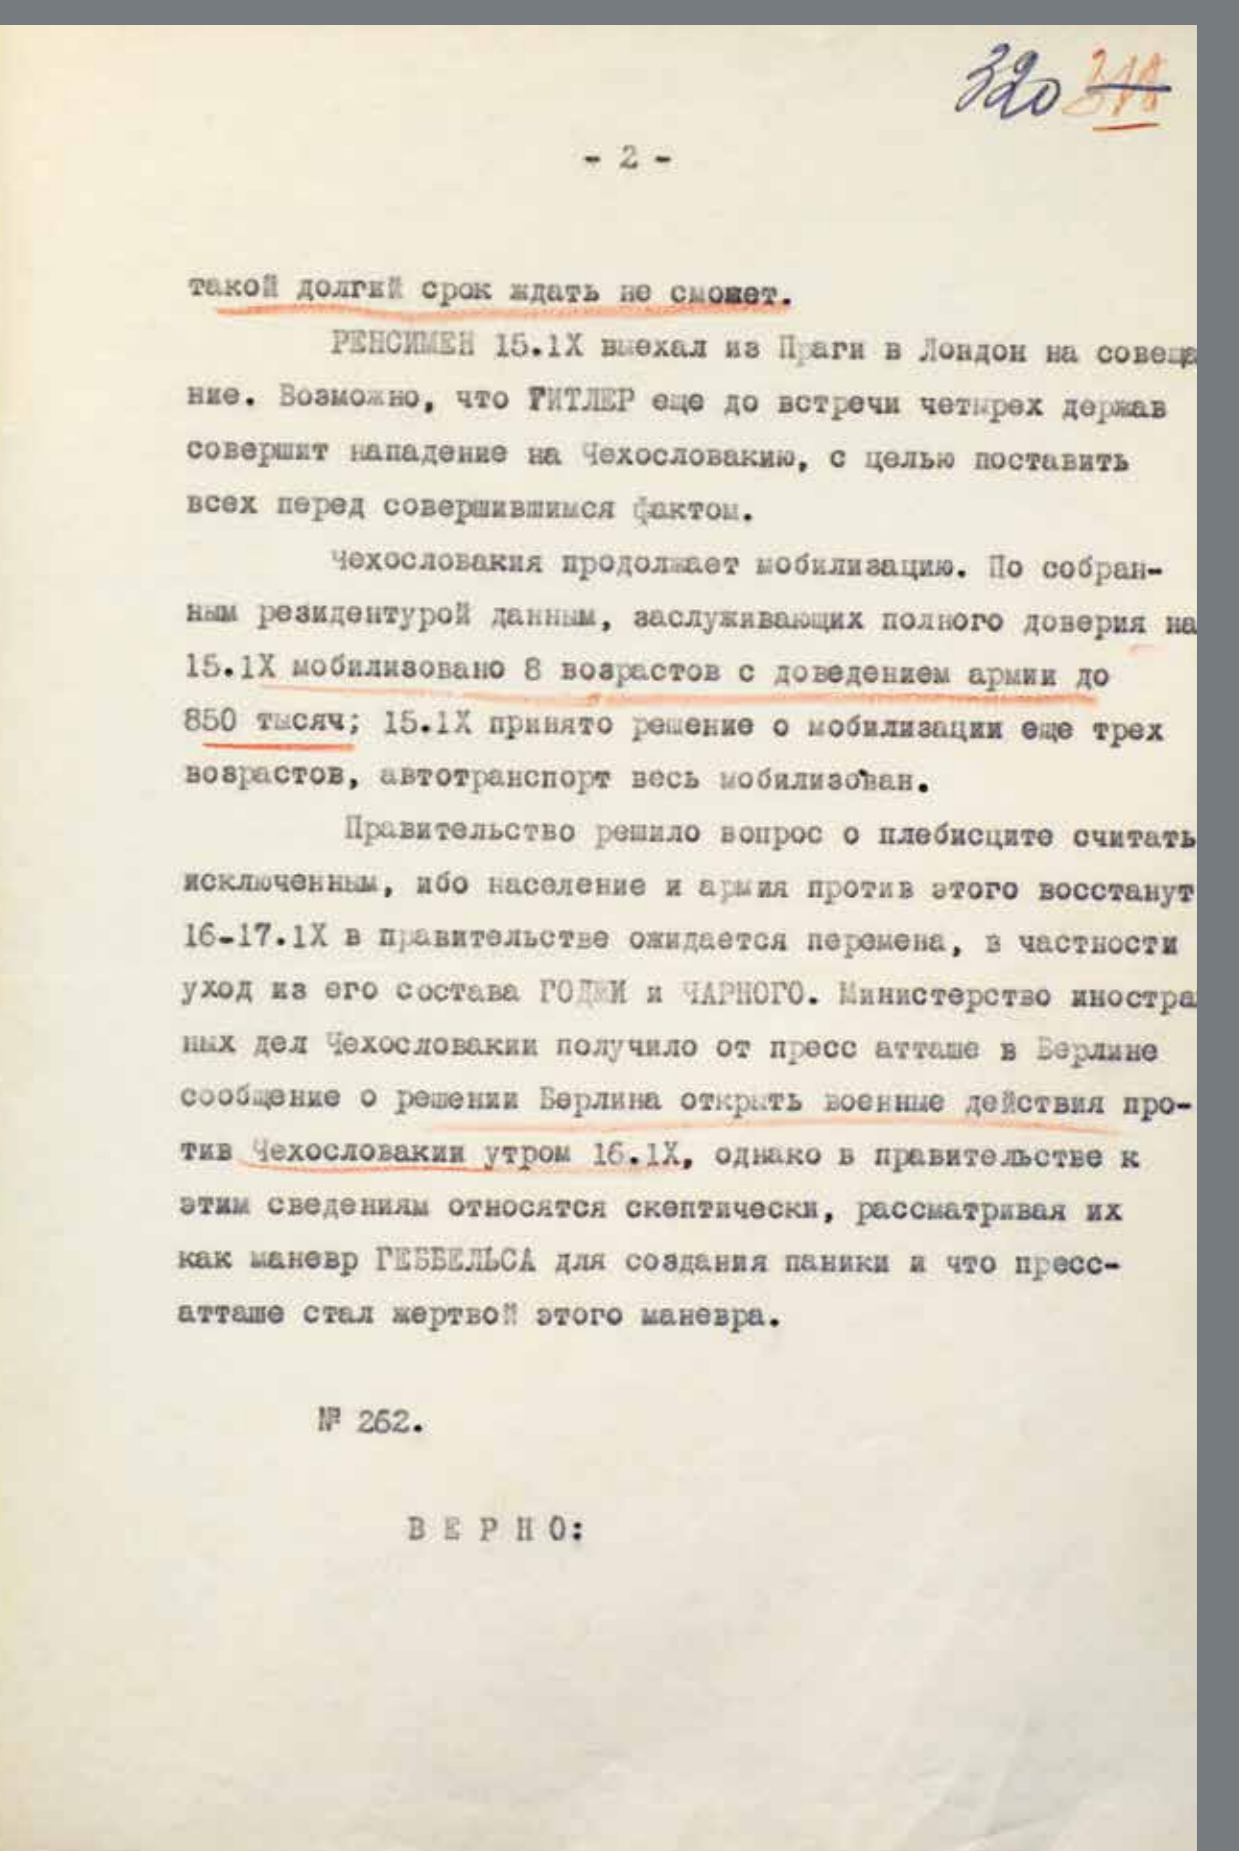 320 318
- 2 -
такой долгий срок ждать не сможет.
РЕНСИМЕН 15.1X выехал из Праги в Лондон на совеща
ние. Возможно, что ГИТЛЕР еще до встречи четырех держав
совершит нападение на Чехословакию, с целью поставить
всех перед совершившимся фактом.
Чехословакия продолжает мобилизацию. По собран-
ным резидентурой данным, заслуживающих полного доверия на
15.1X мобилизовано 8 возрастов с доведением армии до
850 тысяч; 15.1X принято решение о мобилизации еще трех
возрастов, автотранспорт весь мобилизован.
Правительство решило вопрос о плебисците считать
исключенным, ибо население и армия против этого восстанут
16-17.1X в правительстве ожидается перемена, в частности
уход из его состава ГОДЖИ и ЧАРНОГО. Министерство иностра
ных дел Чехословакии получило от пресс атташе в Берлине
сообщение о решении Берлина открыть военные действия про-
тив Чехословакии утром 16.1X, однако в правительстве к
этим сведениям относятся скептически, рассматривая их
как маневр ГЕББЕЛЬСА для создания паники и что пресс-
атташе стал жертвой этого маневра.
№ 262.
ВЕРНО: